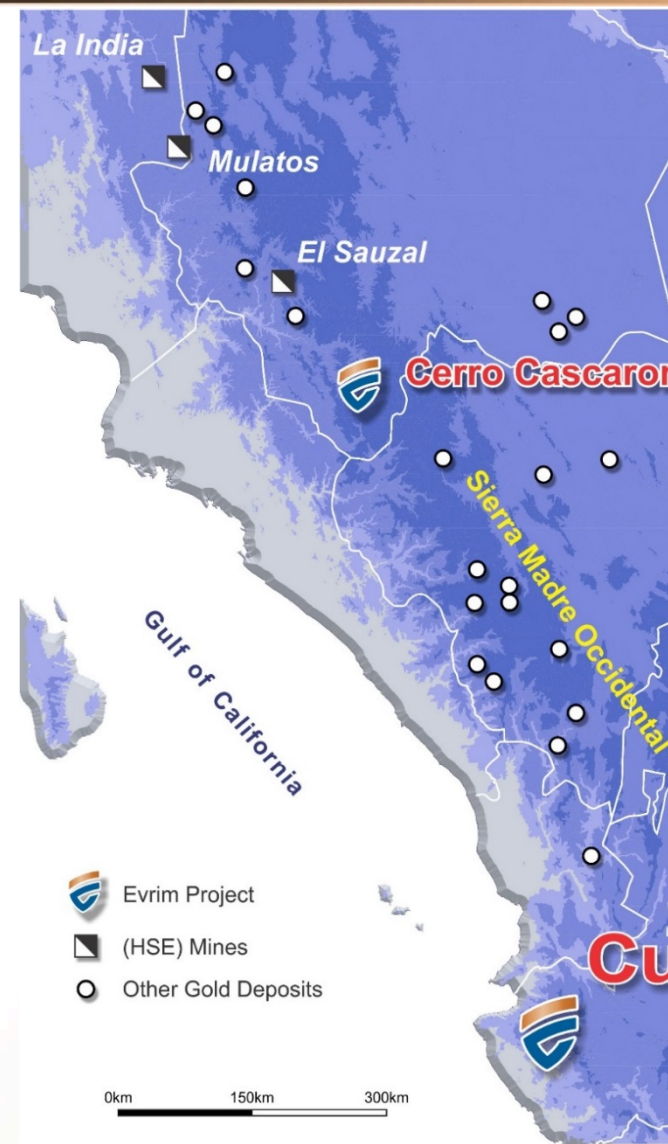 La India
Mulatos
El Sauzal
Cerro Cascaron
Sierra Madre Occidental
Gulf of California
Cu
Evrim Project
(HSE) Mines
Other Gold Deposits
0km 150km 300km